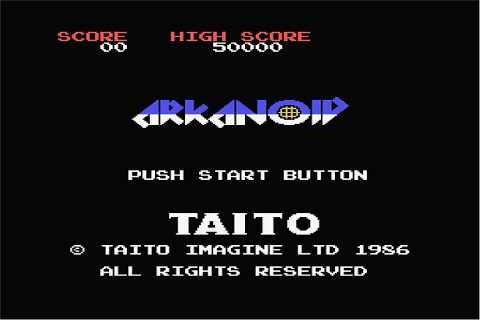 SCORE HIGH SCORE
00 50000
ARKANOID
PUSH START BUTTON
TAITO
© TAITO IMAGINE LTD 1986
ALL RIGHTS RESERVED